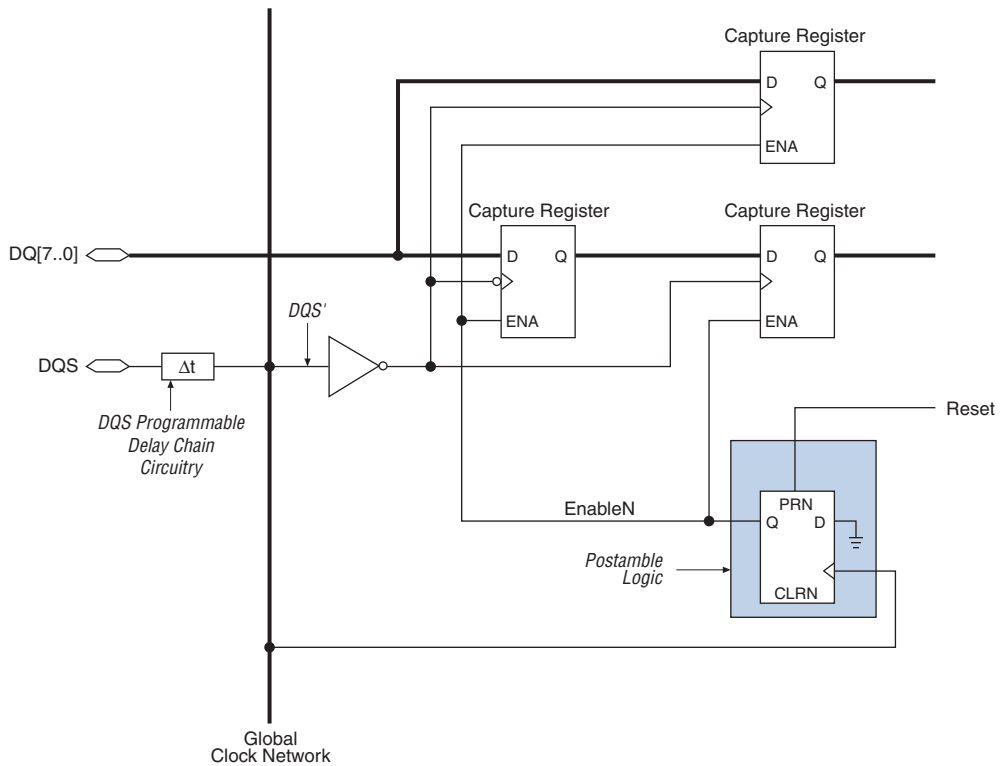 Capture Register
D Q
ENA
Capture Register
D Q
ENA
Capture Register
D Q
ENA
DQ[7..0]
DQS'
DQS
Δt
DQS Programmable
Delay Chain
Circuitry
Reset
EnableN
PRN
Q D
CLRN
Postamble
Logic
Global
Clock Network